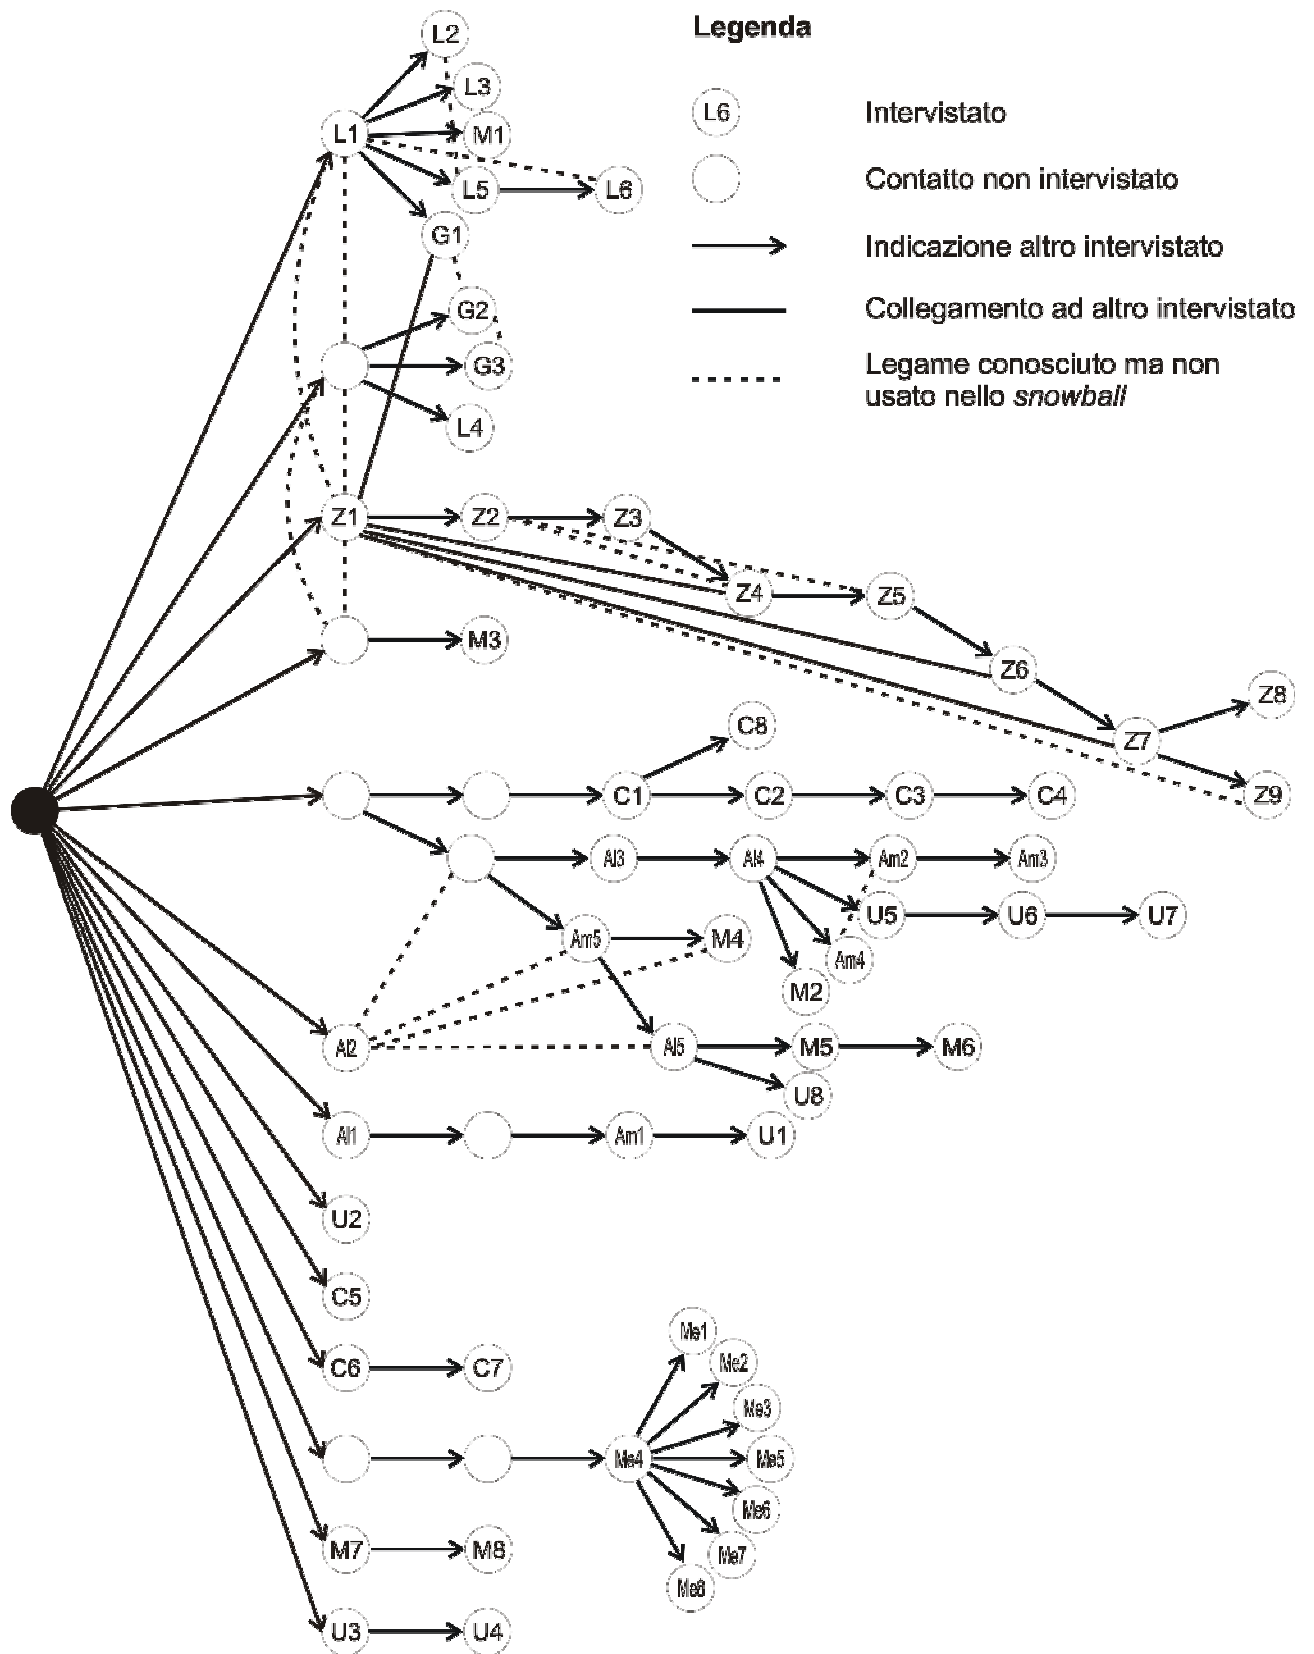 Legenda
L6 Intervistato
Contatto non intervistato
Indicazione altro intervistato
Collegamento ad altro intervistato
Legame conosciuto ma non
usato nello snowball
L2
L3
L1 M1
L5 L6
G1
G2
G3
L4
Z1 Z2 Z3
Z4 Z5
M3
Z6
Z8
C8
Z7
C1 C2 C3 C4 Z9
Al3 Al4 Am2 Am3
U5 U6 U7
Am5 M4
Am4
M2
Al2 Al5 M5 M6
U8
Al1 Am1 U1
U2
C5
Me1
Me2
C6 C7
Me3
Me4 Me5
Me6
M7 M8 Me7
Me8
U3 U4